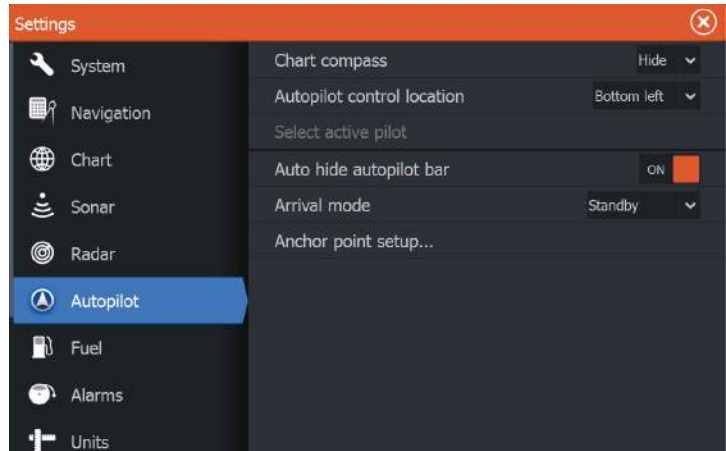 Settings
System
Navigation
Chart
Sonar
Radar
Autopilot
Fuel
Alarms
Units
Chart compass Hide
Autopilot control location Bottom left
Select active pilot
Auto hide autopilot bar ON
Arrival mode Standby
Anchor point setup...